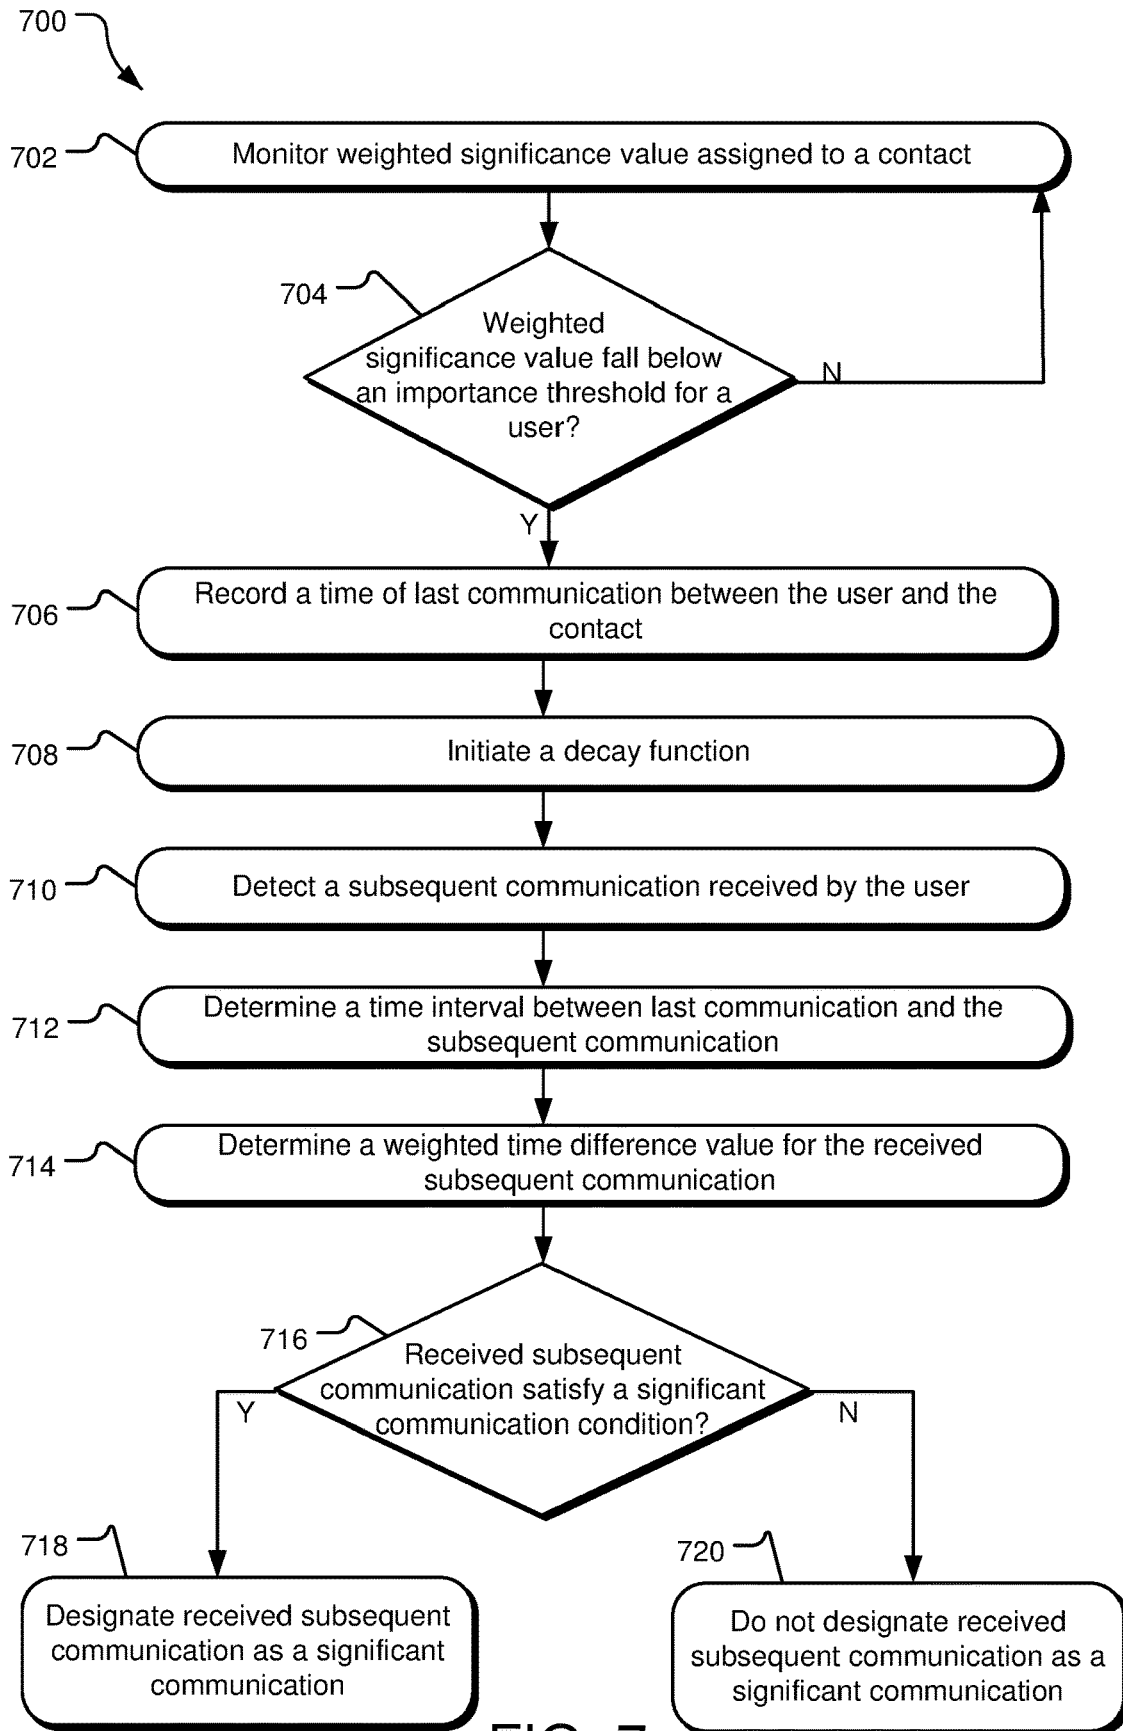 700
702
Monitor weighted significance value assigned to a contact
704
Weighted
significance value fall below
an importance threshold for a
user?
N
Y
706
Record a time of last communication between the user and the
contact
708
Initiate a decay function
710
Detect a subsequent communication received by the user
712
Determine a time interval between last communication and the
subsequent communication
714
Determine a weighted time difference value for the received
subsequent communication
716
Received subsequent
communication satisfy a significant
communication condition?
Y
N
718
Designate received subsequent
communication as a significant
communication
720
Do not designate received
subsequent communication as a
significant communication
FIG. 7